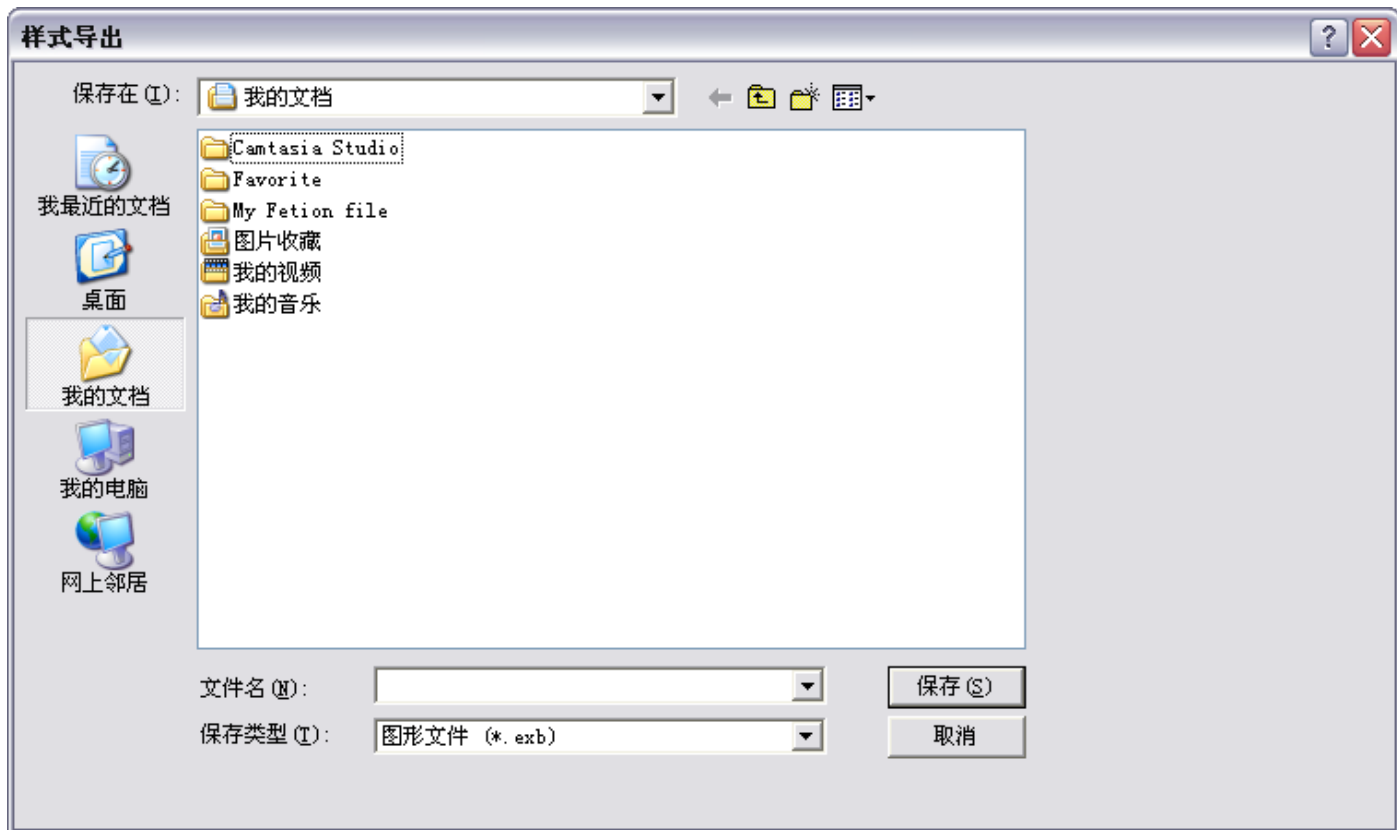 样式导出
保存在(I):
我的文档
我最近的文档
桌面
我的文档
我的电脑
网上邻居
Camtasia Studio
Favorite
My Fetion file
图片收藏
我的视频
我的音乐
文件名(N):
保存(S)
保存类型(T):
图形文件 (*.exb)
取消